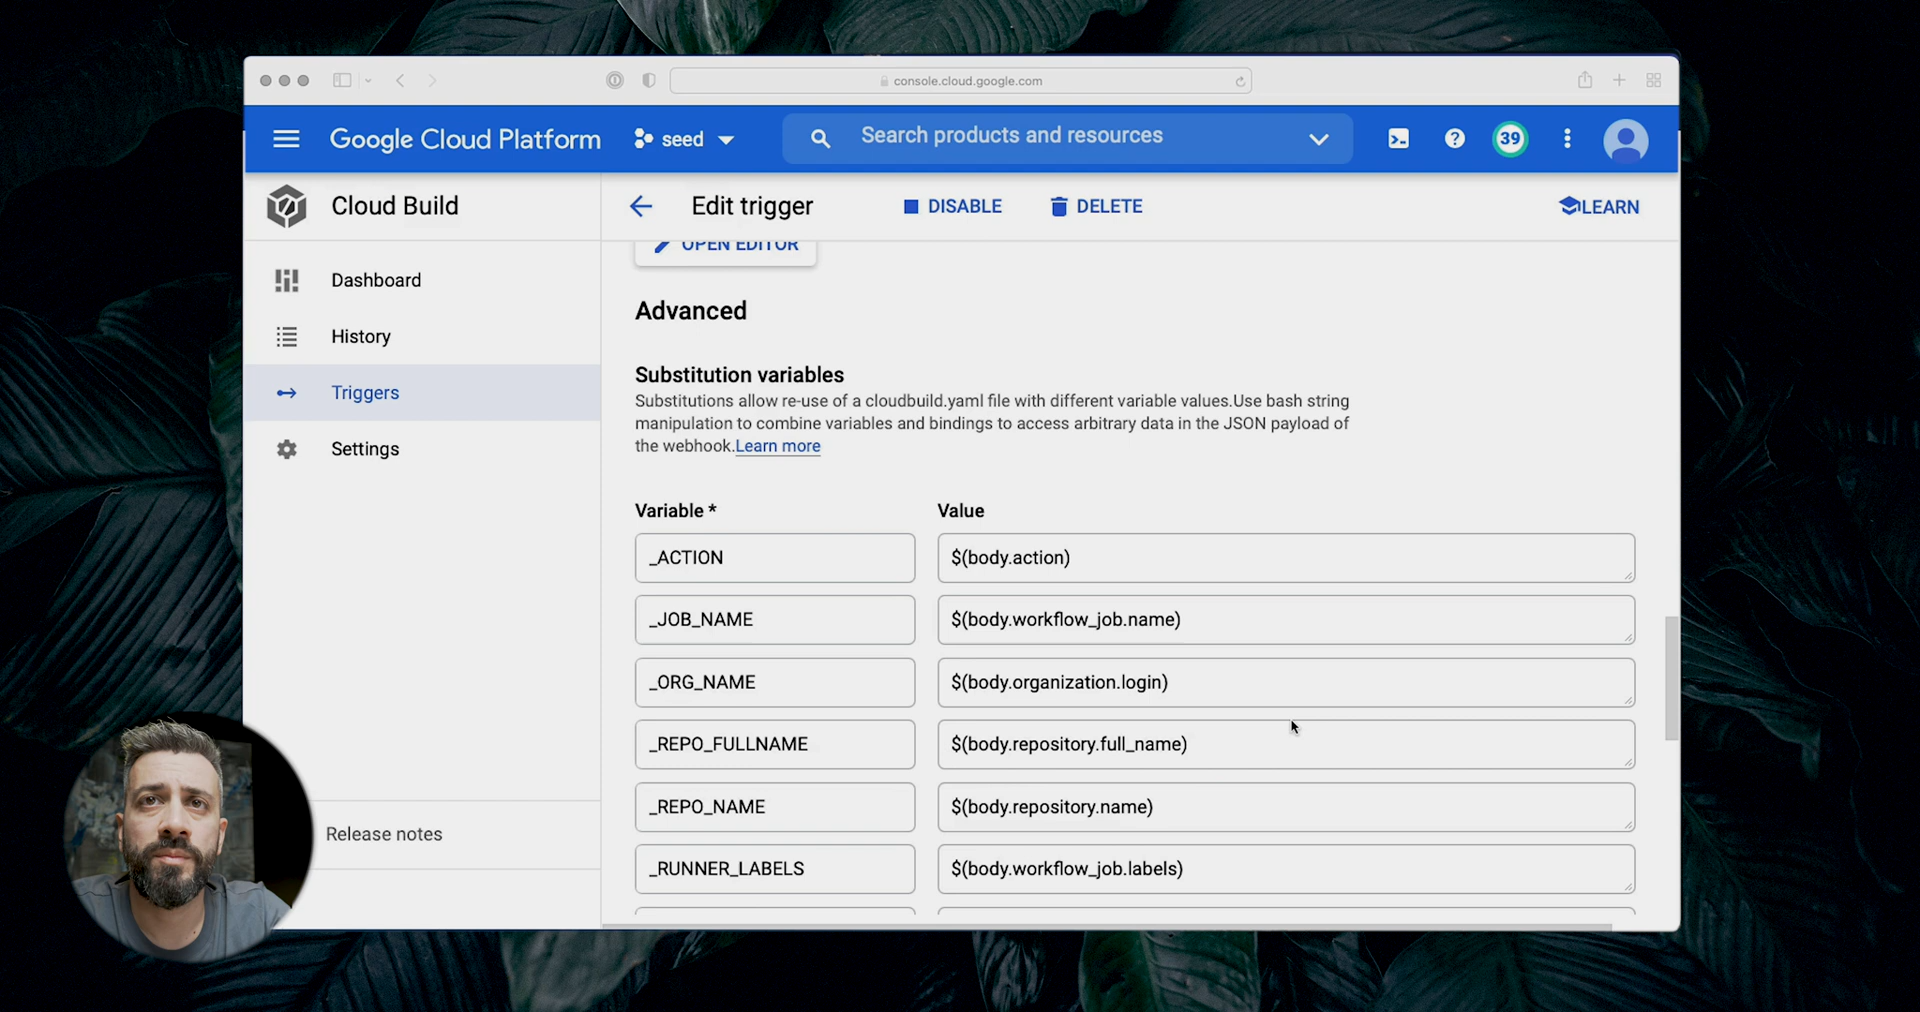 console.cloud.google.com
Google Cloud Platform
seed
Search products and resources
39
Cloud Build
Edit trigger
DISABLE
DELETE
LEARN
OPEN EDITOR
Dashboard
History
Triggers
Settings
Release notes
Advanced
Substitution variables
Substitutions allow re-use of a cloudbuild.yaml file with different variable values.Use bash string
manipulation to combine variables and bindings to access arbitrary data in the JSON payload of
the webhook.Learn more
Variable * Value
_ACTION $(body.action)
_JOB_NAME $(body.workflow_job.name)
_ORG_NAME $(body.organization.login)
_REPO_FULLNAME $(body.repository.full_name)
_REPO_NAME $(body.repository.name)
_RUNNER_LABELS $(body.workflow_job.labels)